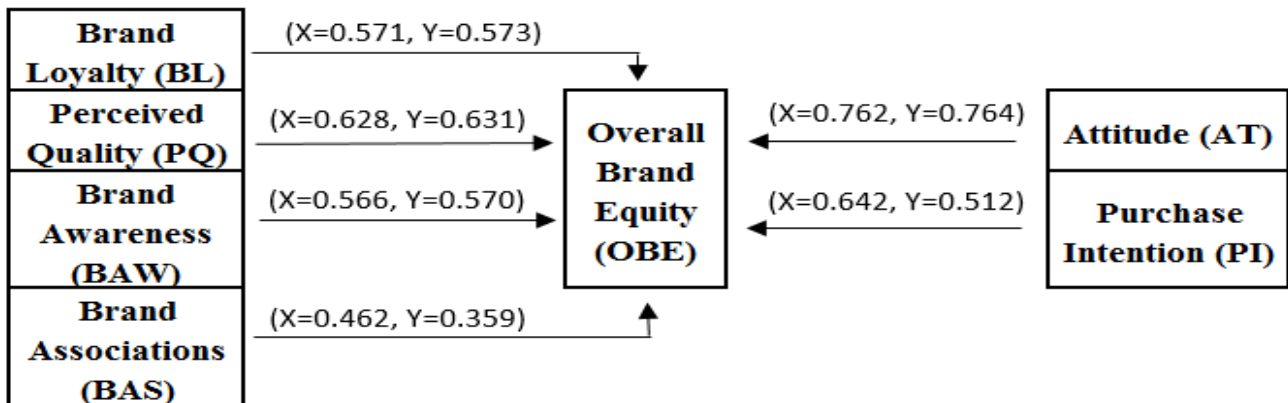 Brand
Loyalty (BL)
Perceived
Quality (PQ)
Brand
Awareness
(BAW)
Brand
Associations
(BAS)
(X=0.571, Y=0.573)
(X=0.628, Y=0.631)
(X=0.566, Y=0.570)
(X=0.462, Y=0.359)
Overall
Brand
Equity
(OBE)
(X=0.762, Y=0.764)
(X=0.642, Y=0.512)
Attitude (AT)
Purchase
Intention (PI)